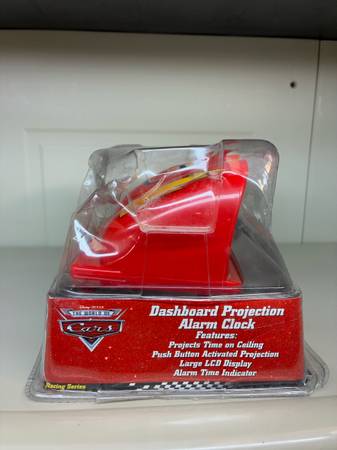 Disney·PIXAR
THE WORLD OF
Cars
Racing Series
Dashboard Projection
Alarm Clock
Features:
Projects Time on Ceiling
Push Button Activated Projection
Large LCD Display
Alarm Time Indicator